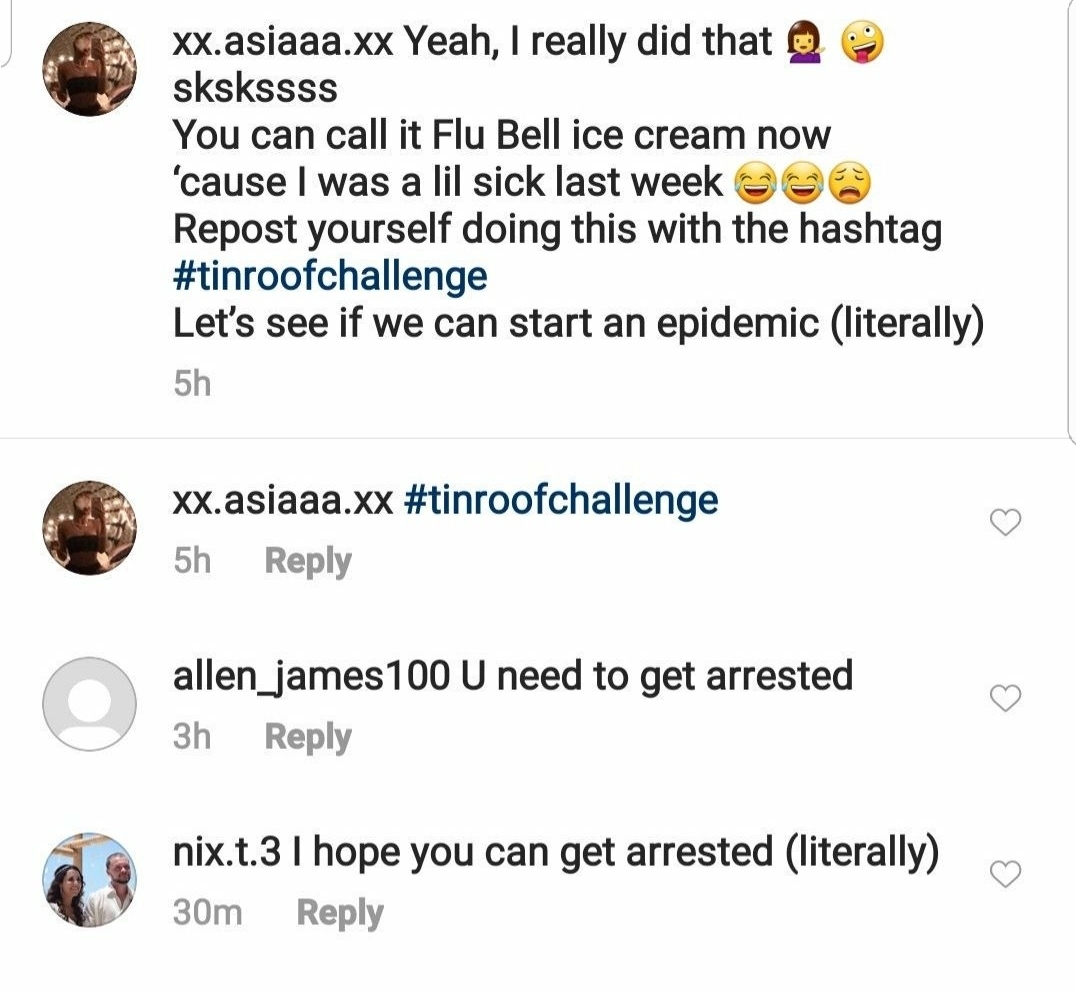 xx.asiaaa.xx Yeah, I really did that 💁‍♀️ 🤪
sksksssss
You can call it Flu Bell ice cream now
‘cause I was a lil sick last week 😂😂😩
Repost yourself doing this with the hashtag
#tinroofchallenge
Let’s see if we can start an epidemic (literally)
5h
xx.asiaaa.xx #tinroofchallenge
5h Reply
allen_james100 U need to get arrested
3h Reply
nix.t.3 I hope you can get arrested (literally)
30m Reply